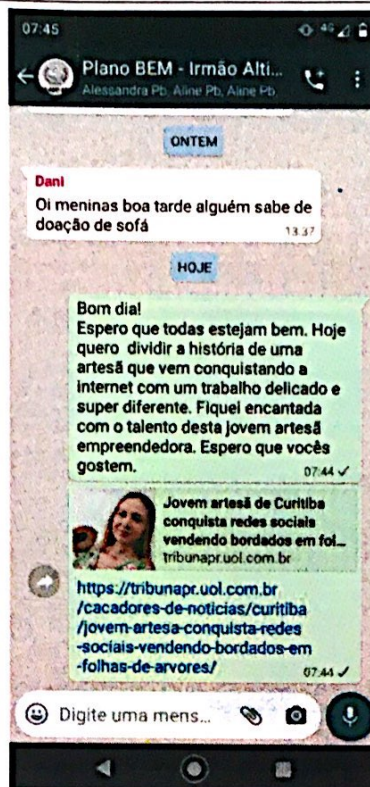 07:45
4G
Plano BEM - Irmão Alti...
Alessandra Pb, Aline Pb, Aline Pb,
ONTEM
Dani
Oi meninas boa tarde alguém sabe de
doação de sofá
13:37
HOJE
Bom dia!
Espero que todas estejam bem. Hoje
quero dividir a história de uma
artesã que vem conquistando a
internet com um trabalho delicado e
super diferente. Fiquei encantada
com o talento desta jovem artesã
empreendedora. Espero que vocês
gostem.
07:44
Jovem artesã de Curitiba
conquista redes sociais
vendendo bordados em fol...
tribunapr.uol.com.br
https://tribunapr.uol.com.br
/cacadores-de-noticias/curitiba
/jovem-artesa-conquista-redes
-sociais-vendendo-bordados-em
-folhas-de-arvores/
07:44
Digite uma mens...